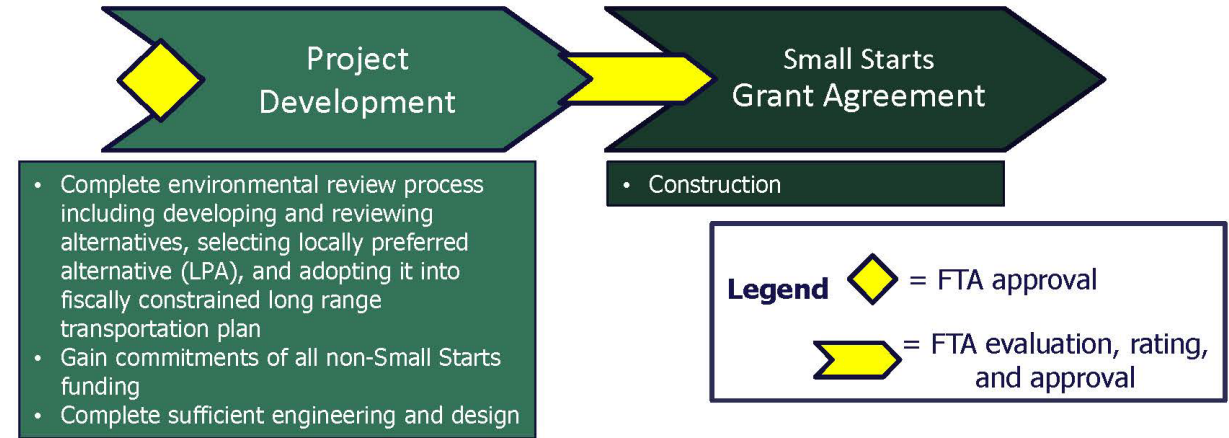 Project
Development
Small Starts
Grant Agreement
• Complete environmental review process
including developing and reviewing
alternatives, selecting locally preferred
alternative (LPA), and adopting it into
fiscally constrained long range
transportation plan
• Gain commitments of all non-Small Starts
funding
• Complete sufficient engineering and design
• Construction
Legend
= FTA approval
= FTA evaluation, rating,
and approval